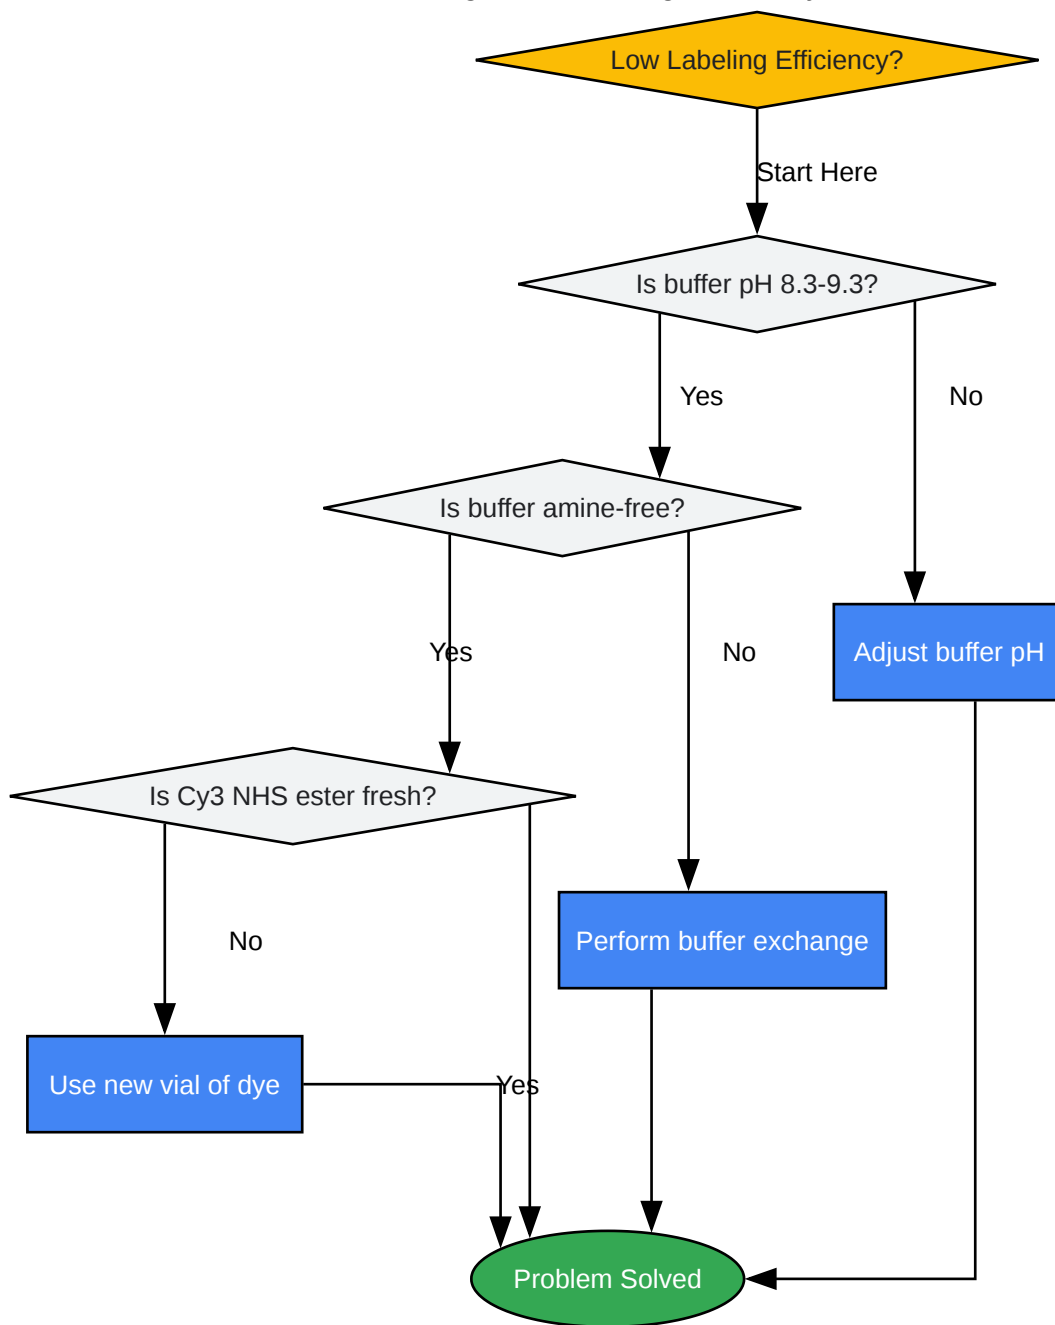 Low Labeling Efficiency?
Start Here
Is buffer pH 8.3-9.3?
Yes
No
Is buffer amine-free?
Yes
No
Adjust buffer pH
Is Cy3 NHS ester fresh?
No
Perform buffer exchange
Use new vial of dye
Yes
Problem Solved